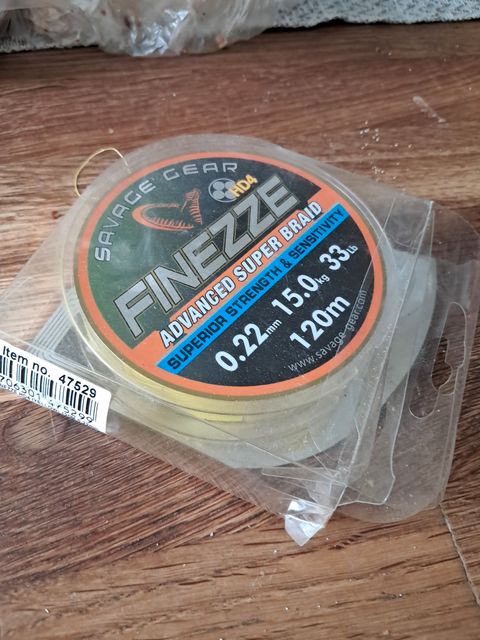 SAVAGE GEAR
HD4
FINEZZE
ADVANCED SUPER BRAID
SUPERIOR STRENGTH & SENSITIVITY
0.22mm 15.0kg 33Lb
120m
www.savage-gear.com
Item no. 47529